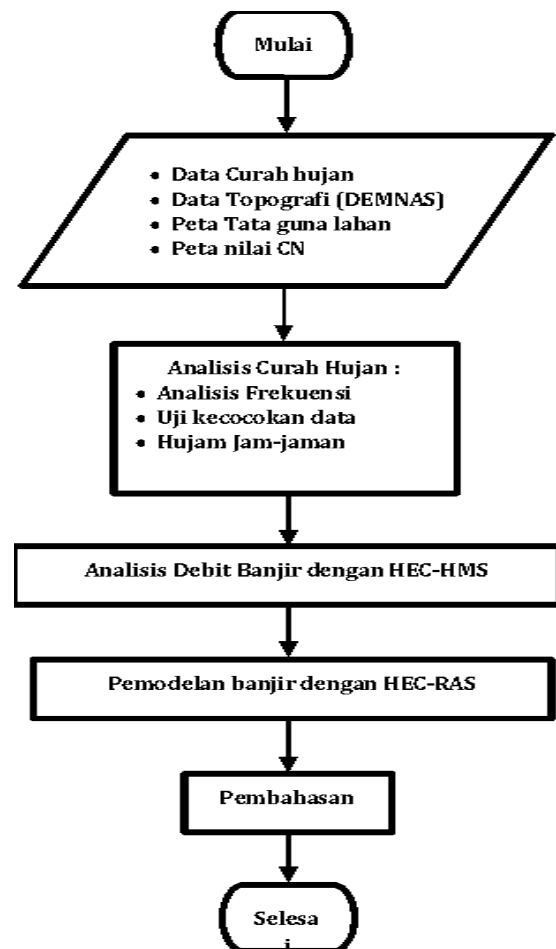 Mulai
• Data Curah hujan
• Data Topografi (DEMNAS)
• Peta Tata guna lahan
• Peta nilai CN
Analisis Curah Hujan :
• Analisis Frekuensi
• Uji kecocokan data
• Hujam Jam-jaman
Analisis Debit Banjir dengan HEC-HMS
Pemodelan banjir dengan HEC-RAS
Pembahasan
Selesa
i